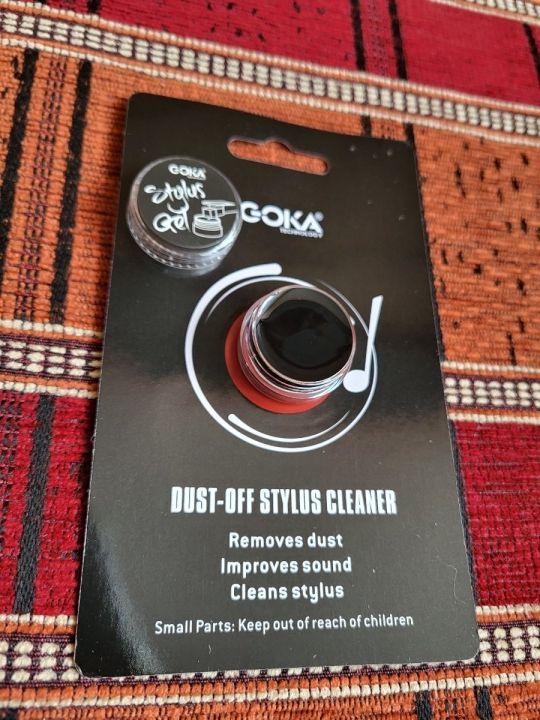 GOKA
Stylus
Gel
GOKA®
TECHNOLOGY
DUST-OFF STYLUS CLEANER
Removes dust
Improves sound
Cleans stylus
Small Parts: Keep out of reach of children